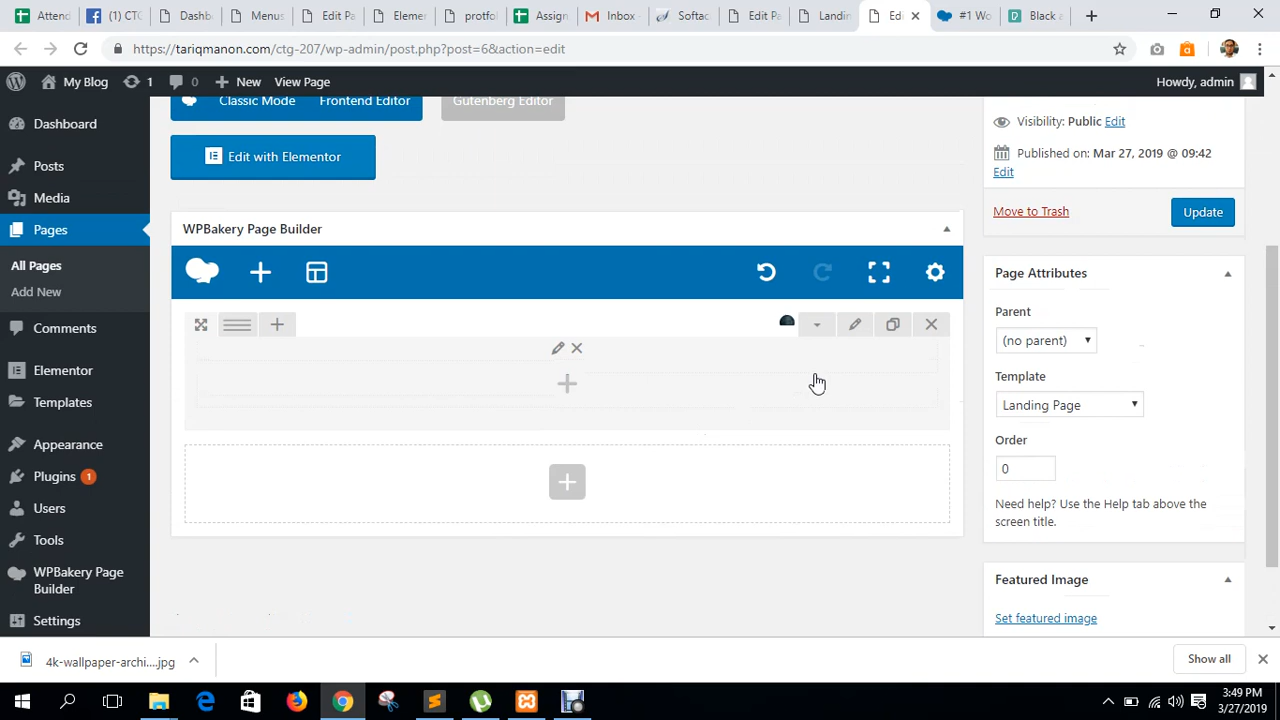 Attend
(1) CTG
Dashb
Menus
Edit Pa
Eleme
protfol
Assign
Inbox -
Softac
Edit Pa
Landin
Edi
#1 Wo
Black a
https://tariqmanon.com/ctg-207/wp-admin/post.php?post=6&action=edit
My Blog
1
0
New
View Page
Howdy, admin
Dashboard
Posts
Media
Pages
All Pages
Add New
Comments
Elementor
Templates
Appearance
Plugins 1
Users
Tools
WPBakery Page
Builder
Settings
Classic Mode
Frontend Editor
Gutenberg Editor
Edit with Elementor
WPBakery Page Builder
Visibility: Public Edit
Published on: Mar 27, 2019 @ 09:42
Edit
Move to Trash
Update
Page Attributes
Parent
(no parent)
Template
Landing Page
Order
0
Need help? Use the Help tab above the
screen title.
Featured Image
Set featured image
4k-wallpaper-archi....jpg
Show all
3:49 PM
3/27/2019